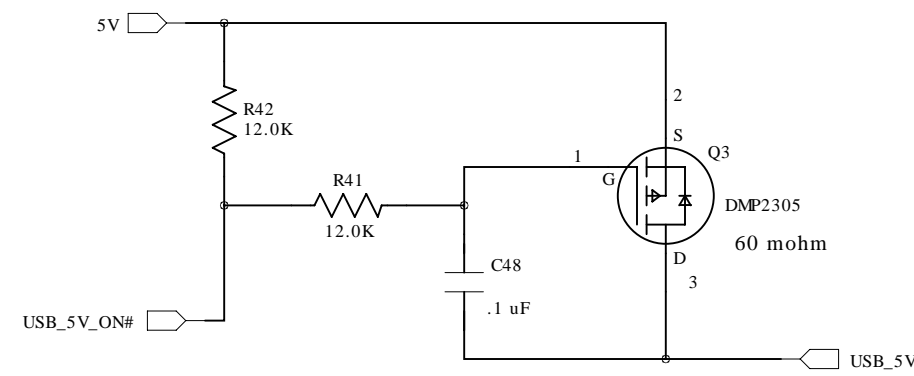 5V
R42
12.0K
2
S
Q3
1
G
R41
12.0K
DMP2305
60 mohm
C48
.1 uF
D
3
USB_5V_ON#
USB_5V